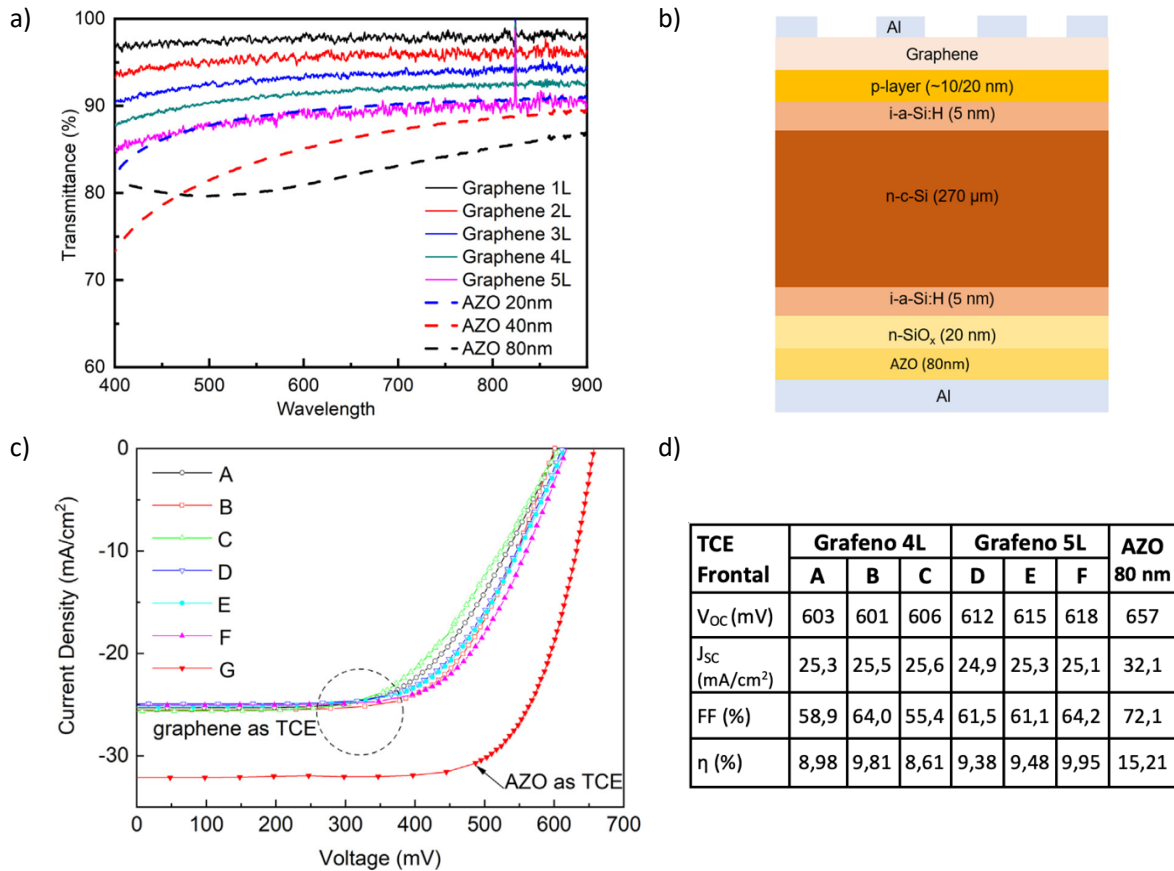 a)
100
90
80
70
60
Transmittance (%)
400 500 600 700 800 900
Wavelength
Graphene 1L
Graphene 2L
Graphene 3L
Graphene 4L
Graphene 5L
AZO 20nm
AZO 40nm
AZO 80nm
b)
Al
Graphene
p-layer (~10/20 nm)
i-a-Si:H (5 nm)
n-c-Si (270 µm)
i-a-Si:H (5 nm)
n-SiOx (20 nm)
AZO (80nm)
Al
c)
0
-10
-20
-30
Current Density (mA/cm²)
A
B
C
D
E
F
G
graphene as TCE
AZO as TCE
0 100 200 300 400 500 600 700
Voltage (mV)
d)
TCE Frontal Grafeno 4L Grafeno 5L AZO 80 nm
A B C D E F
VOC (mV) 603 601 606 612 615 618 657
JSC (mA/cm²) 25,3 25,5 25,6 24,9 25,3 25,1 32,1
FF (%) 58,9 64,0 55,4 61,5 61,1 64,2 72,1
η (%) 8,98 9,81 8,61 9,38 9,48 9,95 15,21